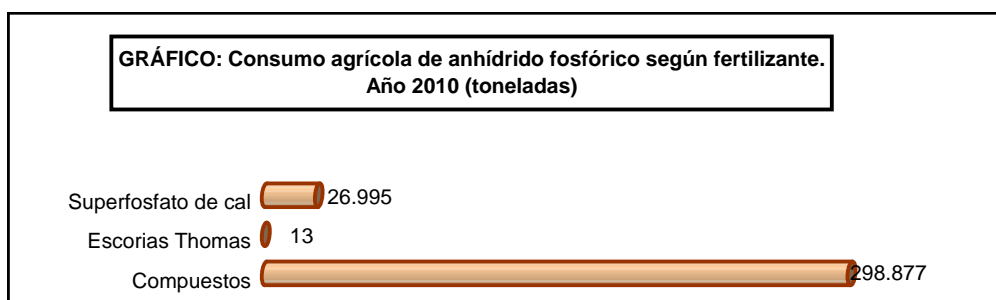 GRÁFICO: Consumo agrícola de anhídrido fosfórico según fertilizante.
Año 2010 (toneladas)
Superfosfato de cal 26.995
Escorias Thomas 13
Compuestos 298.877